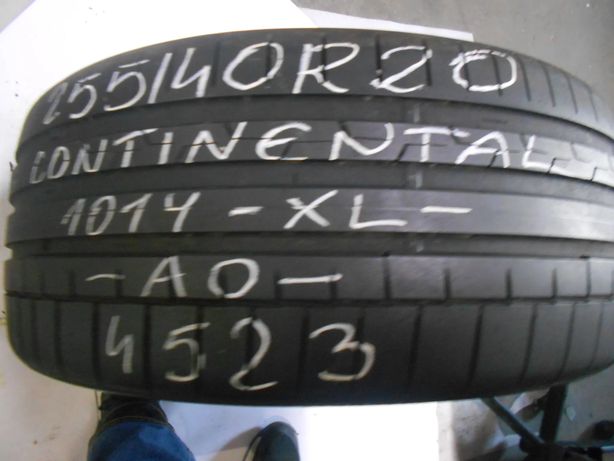 255/40R20
CONTINENTAL
101Y-XL-
-AO-
4523